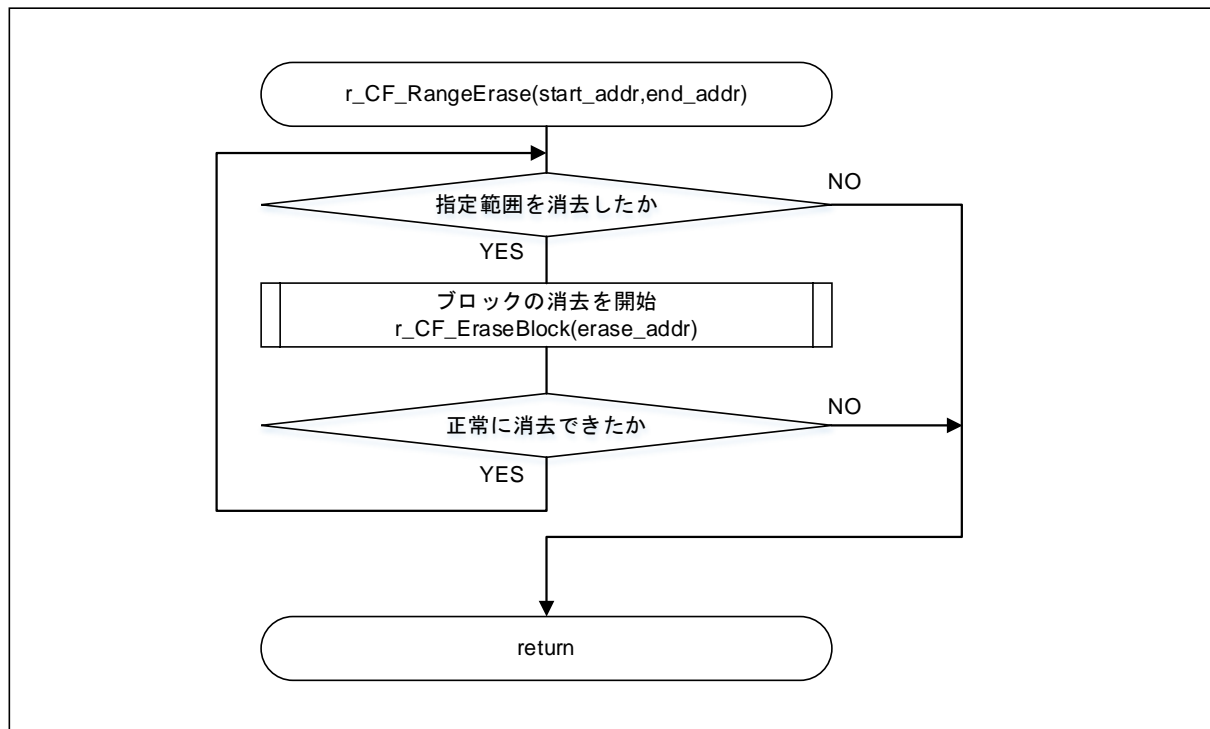 r_CF_RangeErase(start_addr,end_addr)
指定範囲を消去したか
NO
YES
ブロックの消去を開始
r_CF_EraseBlock(erase_addr)
正常に消去できたか
NO
YES
return